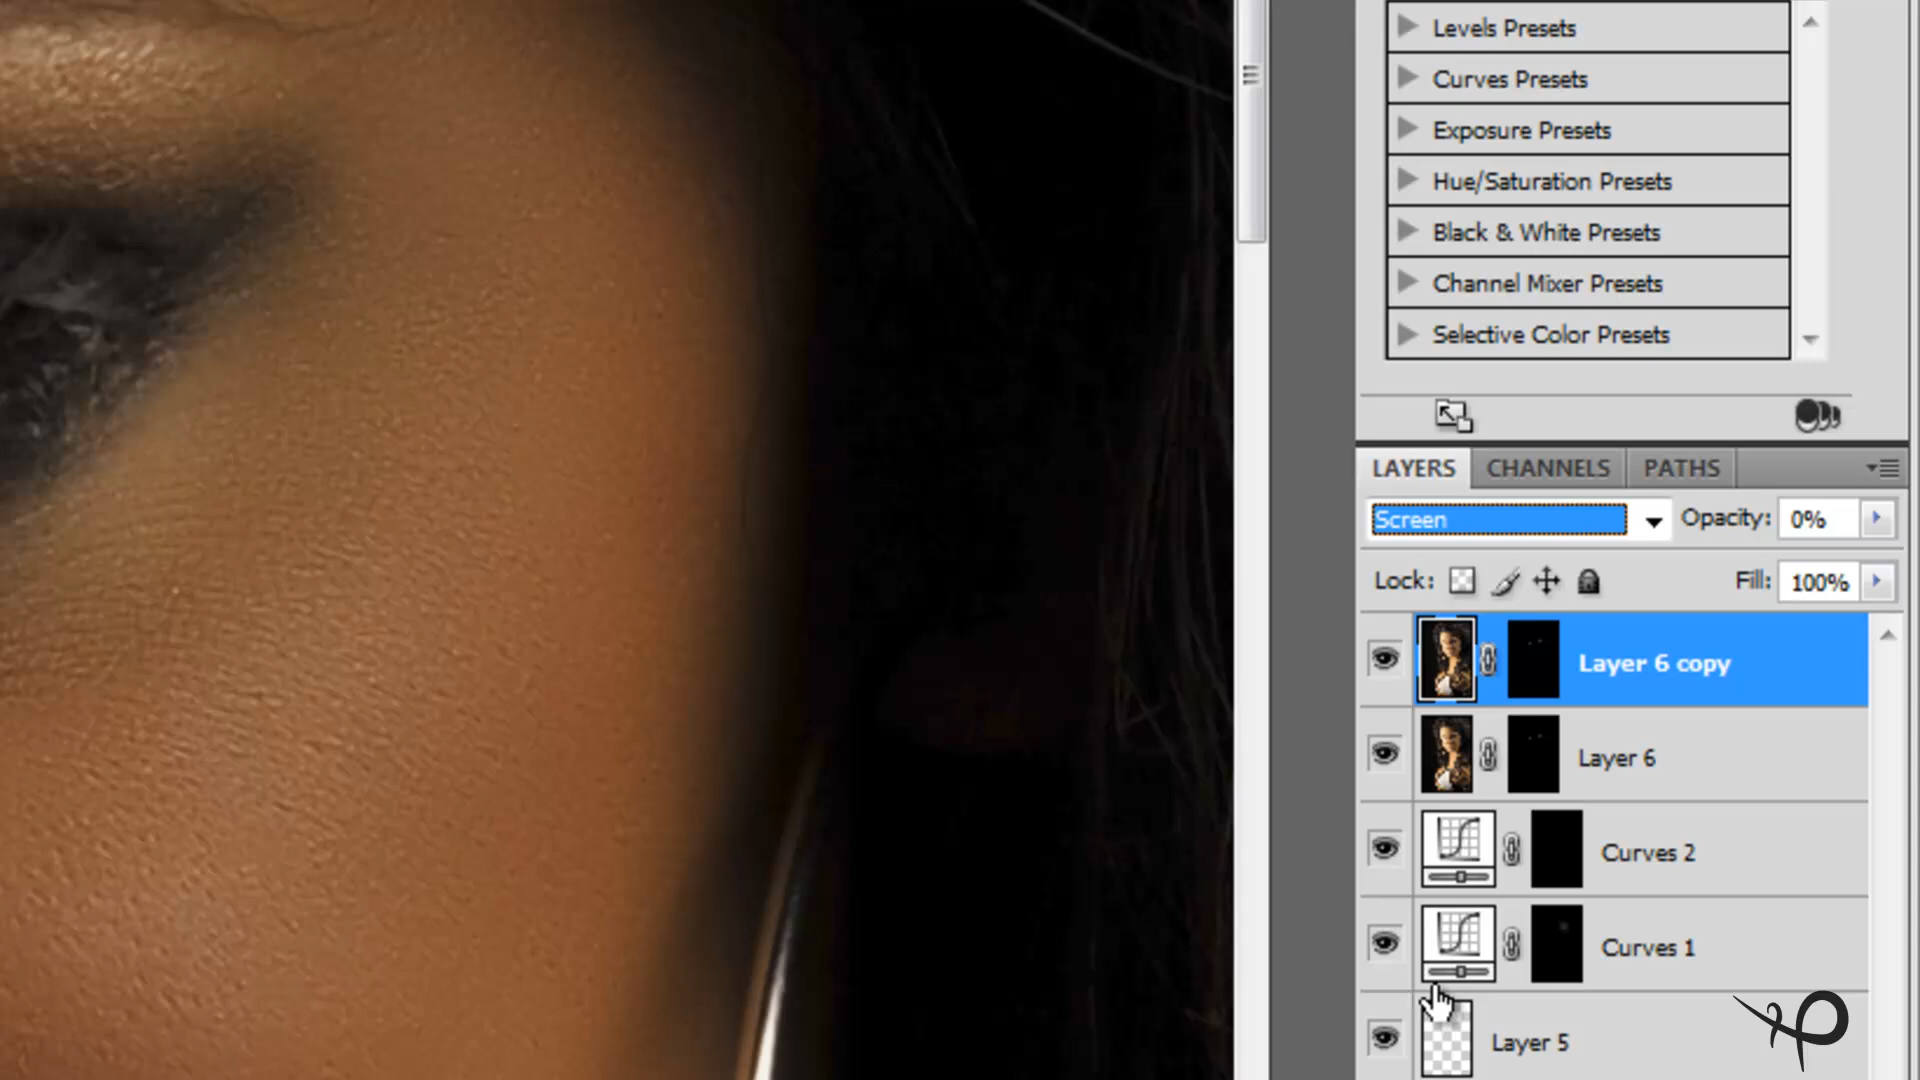 Levels Presets
Curves Presets
Exposure Presets
Hue/Saturation Presets
Black & White Presets
Channel Mixer Presets
Selective Color Presets
LAYERS CHANNELS PATHS
Screen Opacity: 0%
Lock: Fill: 100%
Layer 6 copy
Layer 6
Curves 2
Curves 1
Layer 5